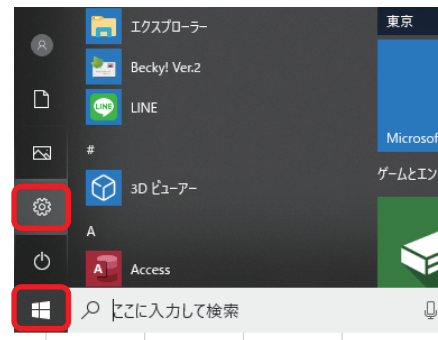 エクスプローラー
Becky! Ver.2
LINE
LINE
#
3D ビューアー
A
A
Access
ここに入力して検索
東京
Microsof
ゲームとエン